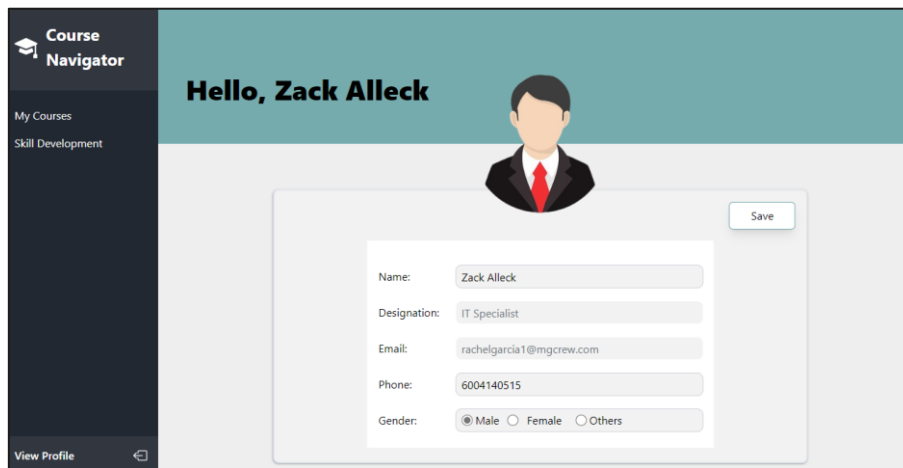 Course
Navigator
My Courses
Skill Development
View Profile
Hello, Zack Alleck
Save
Name: Zack Alleck
Designation: IT Specialist
Email: rachelgarcia1@mgcrew.com
Phone: 6004140515
Gender: Male Female Others